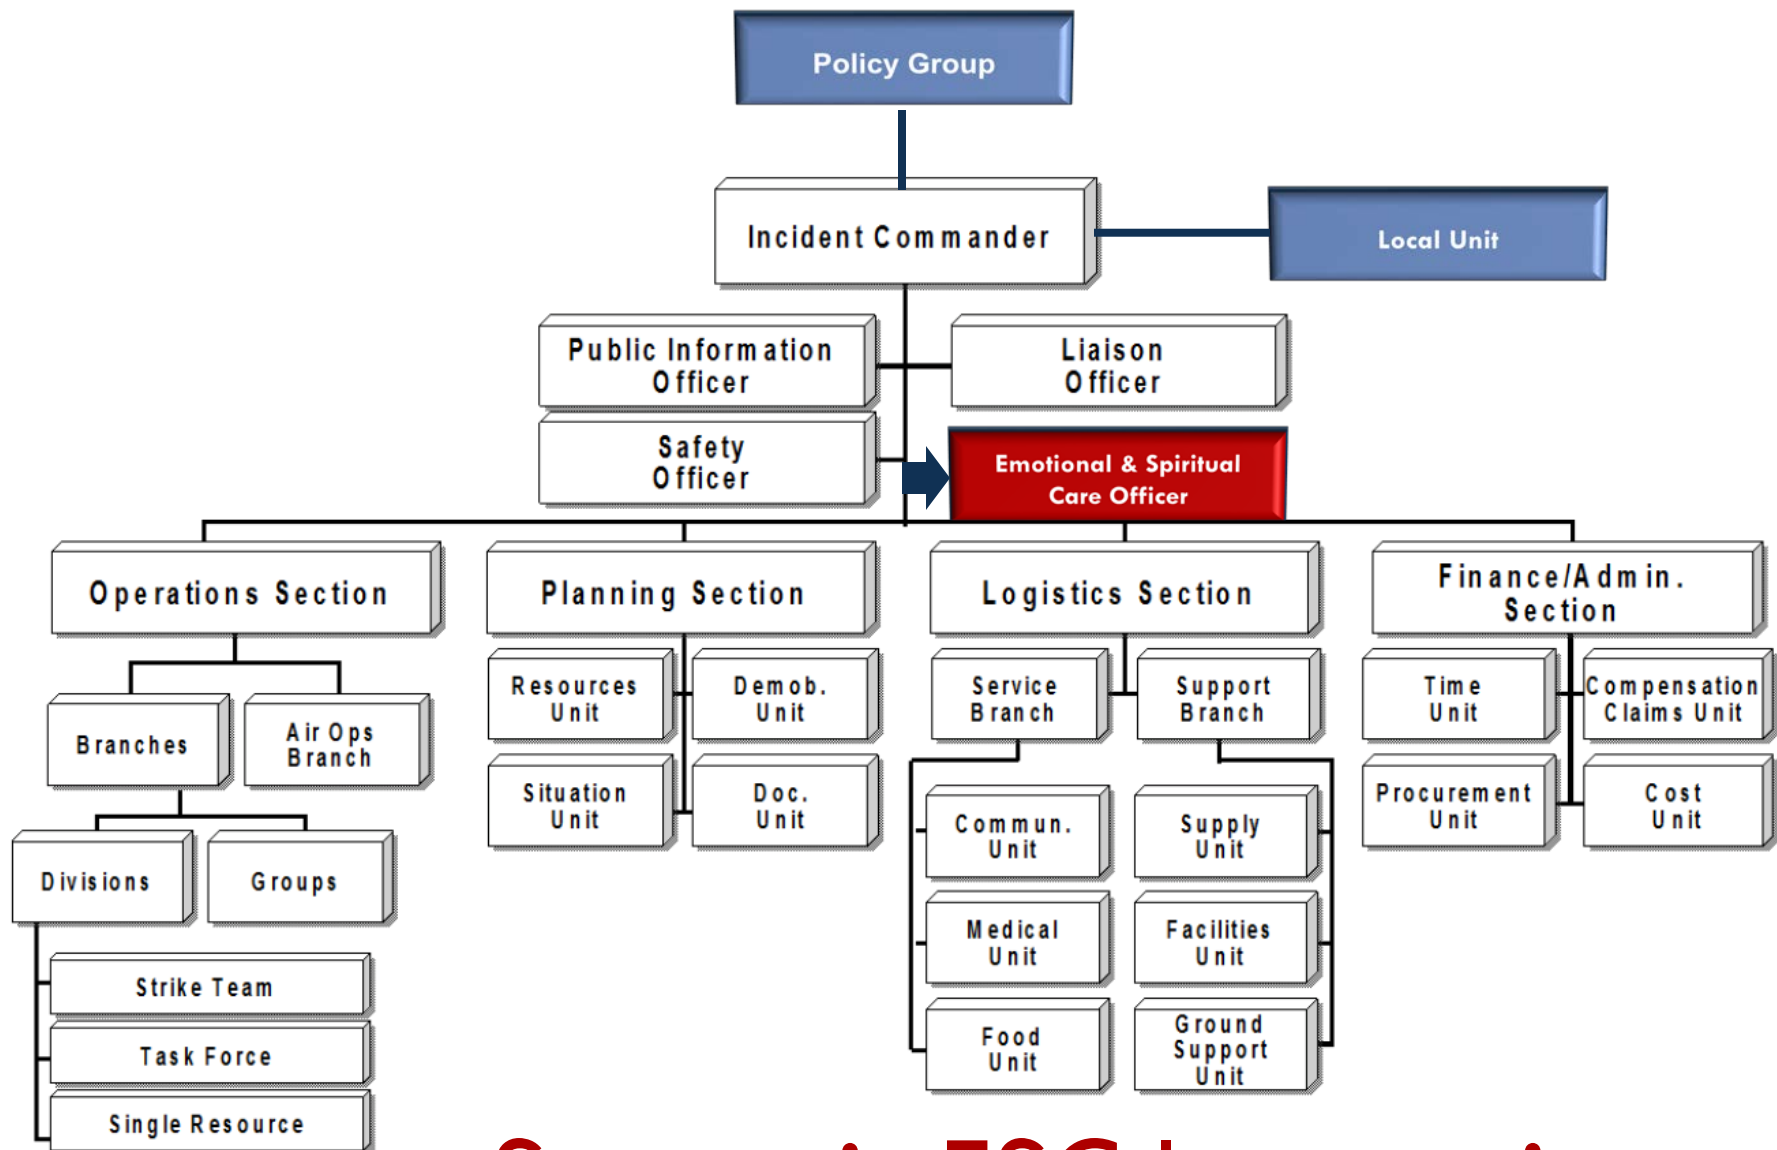 Policy Group
Incident Commander
Local Unit
Public Information
Officer
Liaison
Officer
Safety
Officer
Emotional & Spiritual
Care Officer
Operations Section
Planning Section
Logistics Section
Finance/Admin.
Section
Branches
Air Ops
Branch
Divisions
Groups
Strike Team
Task Force
Single Resource
Resources
Unit
Demob.
Unit
Situation
Unit
Doc.
Unit
Service
Branch
Support
Branch
Commun.
Unit
Supply
Unit
Medical
Unit
Facilities
Unit
Food
Unit
Ground
Support
Unit
Time
Unit
Compensation
Claims Unit
Procurement
Unit
Cost
Unit
ESC